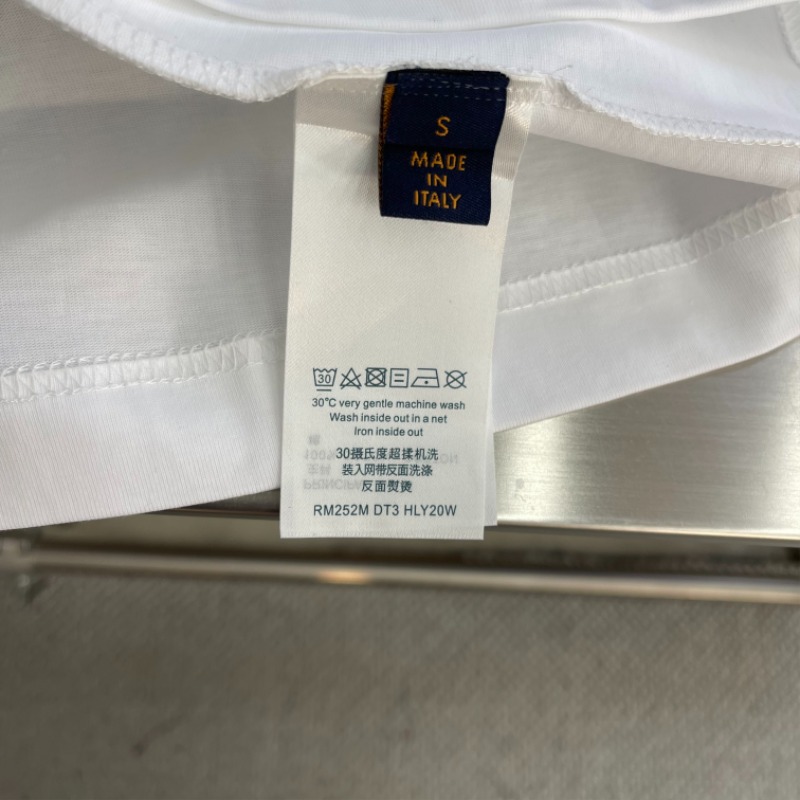 S
MADE
IN
ITALY
30
30°C very gentle machine wash
Wash inside out in a net
Iron inside out
30摄氏度超揉机洗
装入网带反面洗涤
反面熨烫
RM252M DT3 HLY20W